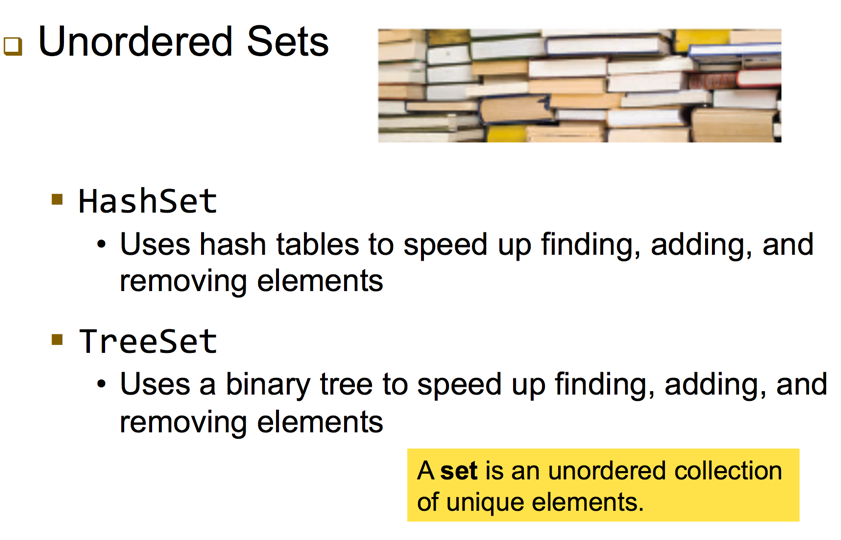 Unordered Sets
HashSet
• Uses hash tables to speed up finding, adding, and
removing elements
TreeSet
• Uses a binary tree to speed up finding, adding, and
removing elements
A set is an unordered collection
of unique elements.